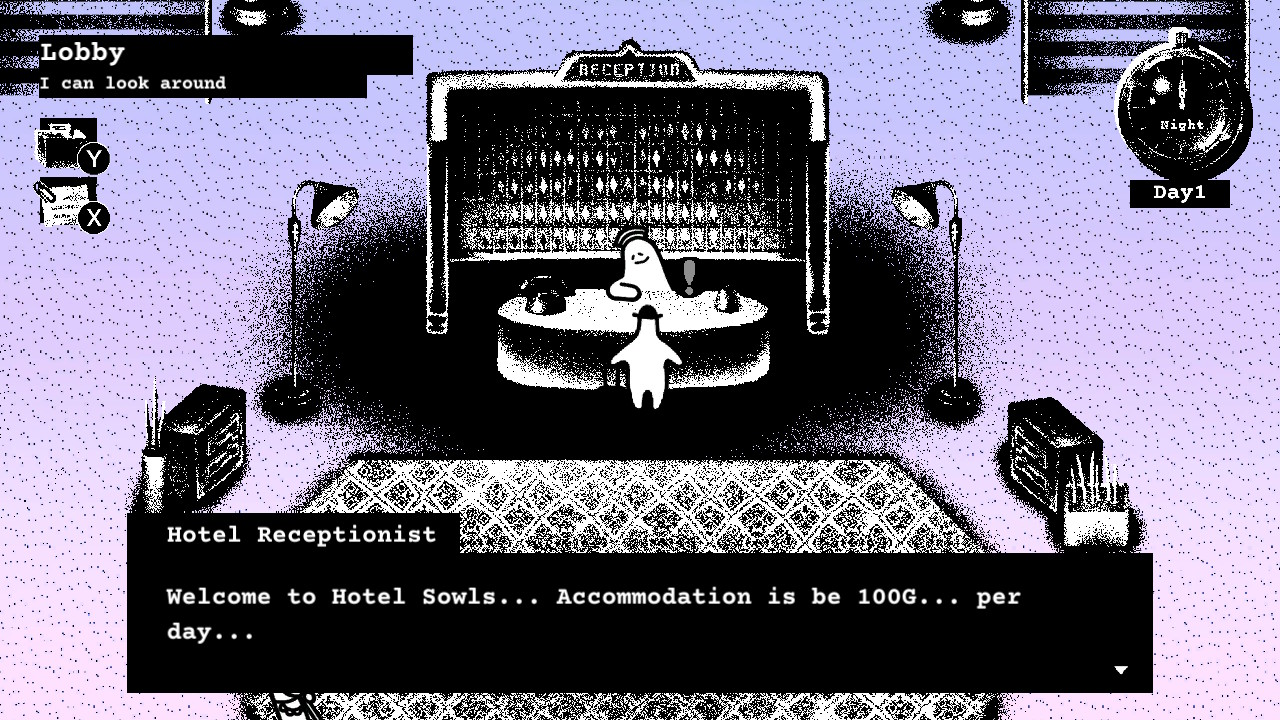 Lobby
I can look around
RECEPTION
Night
Day1
Y
X
Hotel Receptionist
Welcome to Hotel Sowls... Accommodation is be 100G... per
day...